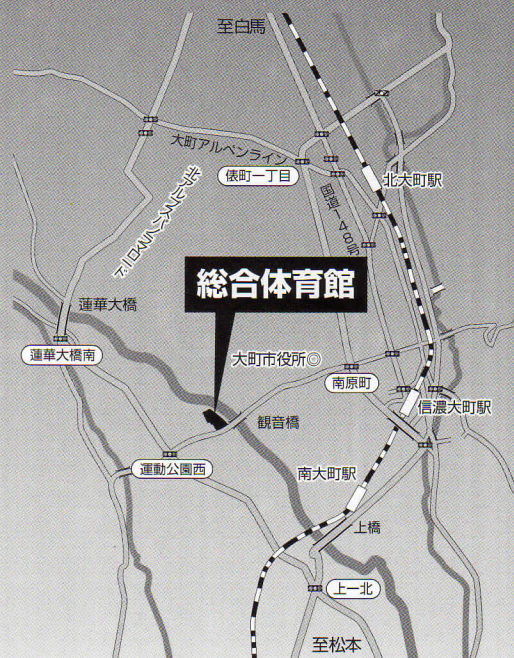 至白馬
大町アルペンライン
俵町一丁目
北大町駅
北アルプスパノラマロード
国道148号
総合体育館
蓮華大橋
蓮華大橋南
大町市役所◎
南原町
信濃大町駅
観音橋
運動公園西
南大町駅
上橋
上一北
至松本